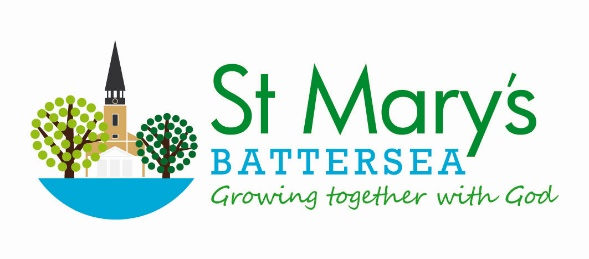 St Mary's
BATTERSEA
Growing together with God